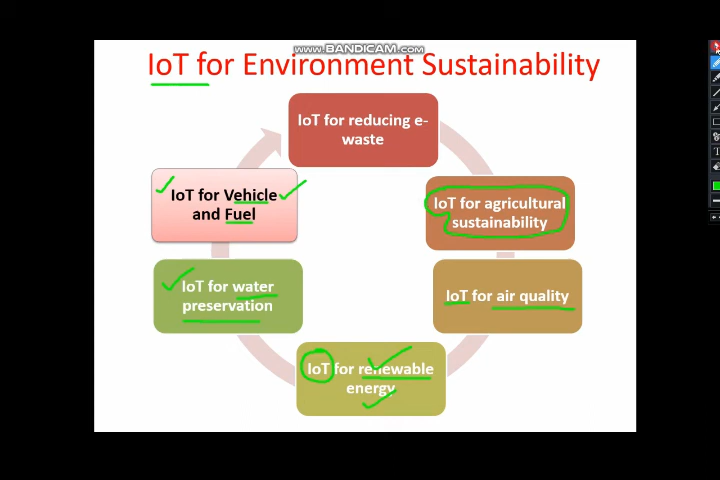 www.BANDICAM.com
IoT for Environment Sustainability
IoT for reducing e-
waste
IoT for agricultural
sustainability
IoT for air quality
IoT for renewable
energy
IoT for water
preservation
IoT for Vehicle
and Fuel